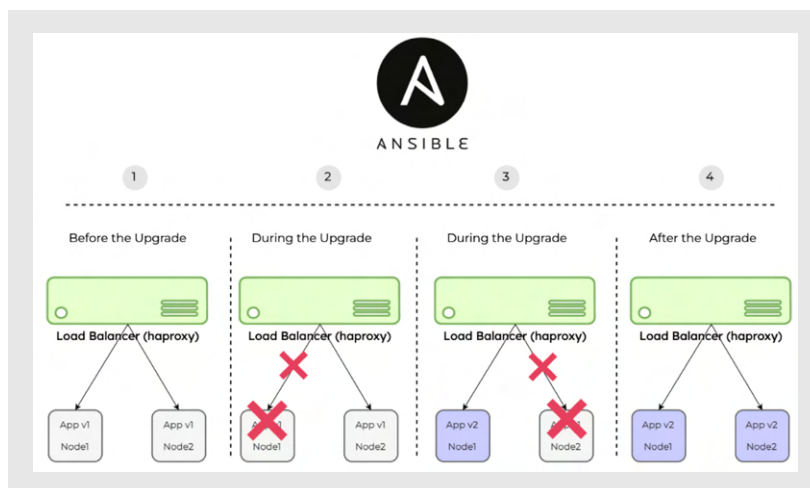 ANSIBLE
1 2 3 4
Before the Upgrade During the Upgrade During the Upgrade After the Upgrade
Load Balancer (haproxy) Load Balancer (haproxy) Load Balancer (haproxy) Load Balancer (haproxy)
App v1 App v1 App v2 App v2 App v2
Node1 Node2 Node1 Node2 Node1 Node2 Node1 Node2